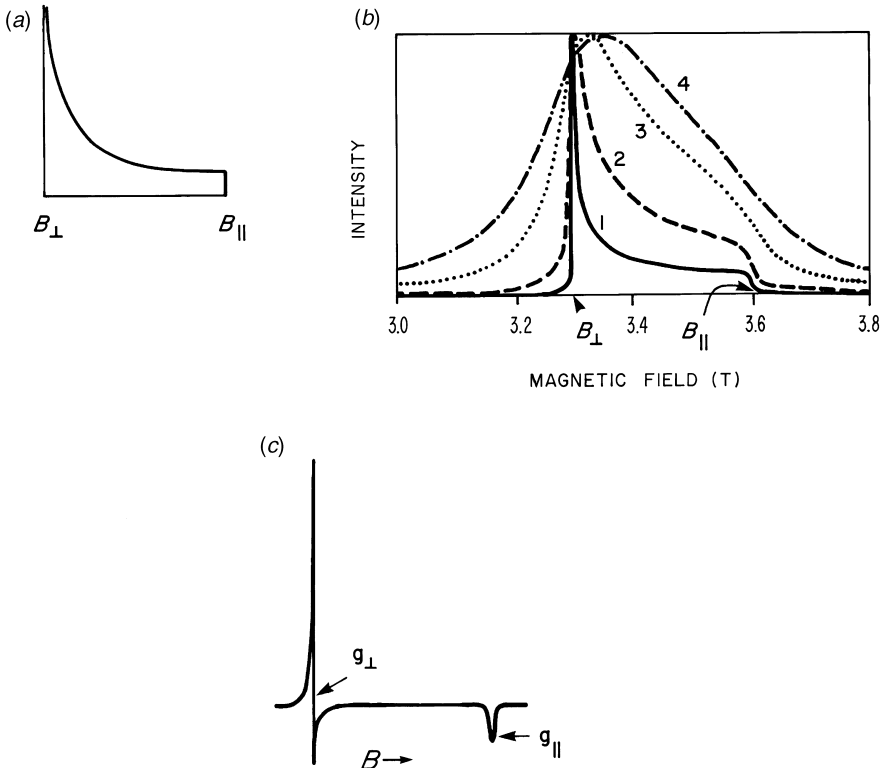 (a)
B⊥ B||
(b)
INTENSITY
1
2
3
4
3.0 3.2 B⊥ 3.4 B|| 3.6 3.8
MAGNETIC FIELD (T)
(c)
g⊥
g||
B→